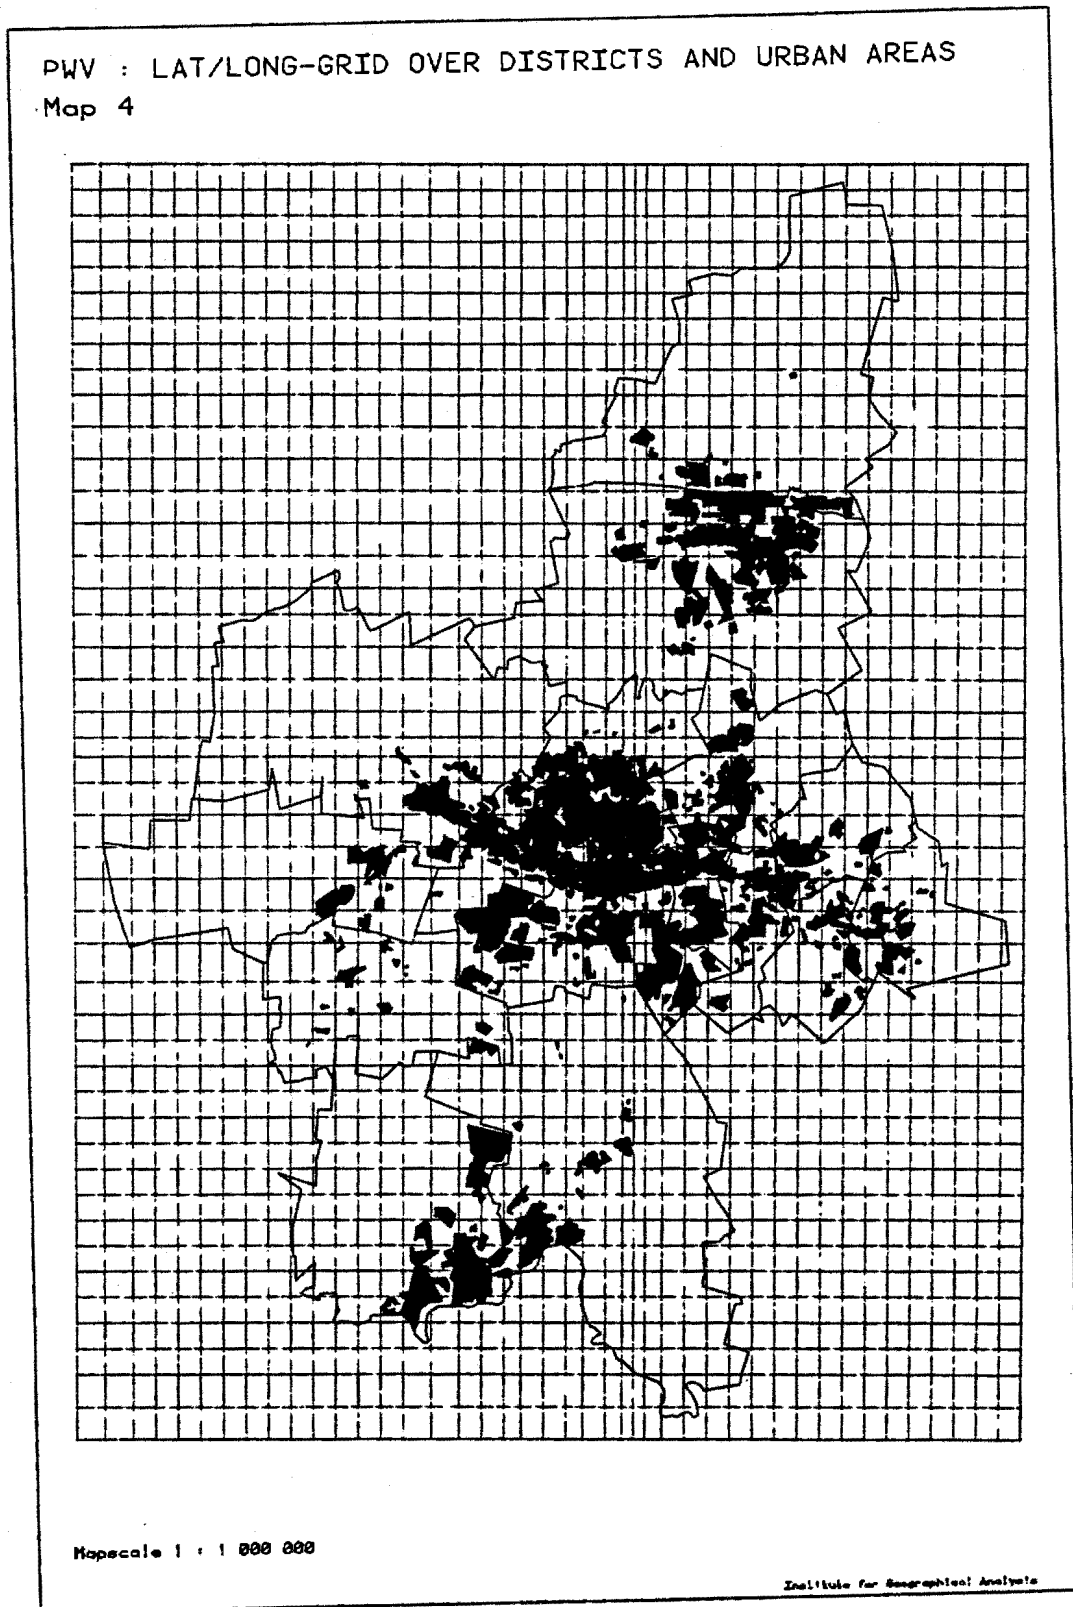 PWV : LAT/LONG-GRID OVER DISTRICTS AND URBAN AREAS
Map 4
Mapscale 1 : 1 000 000
Institute for Geographical Analysis